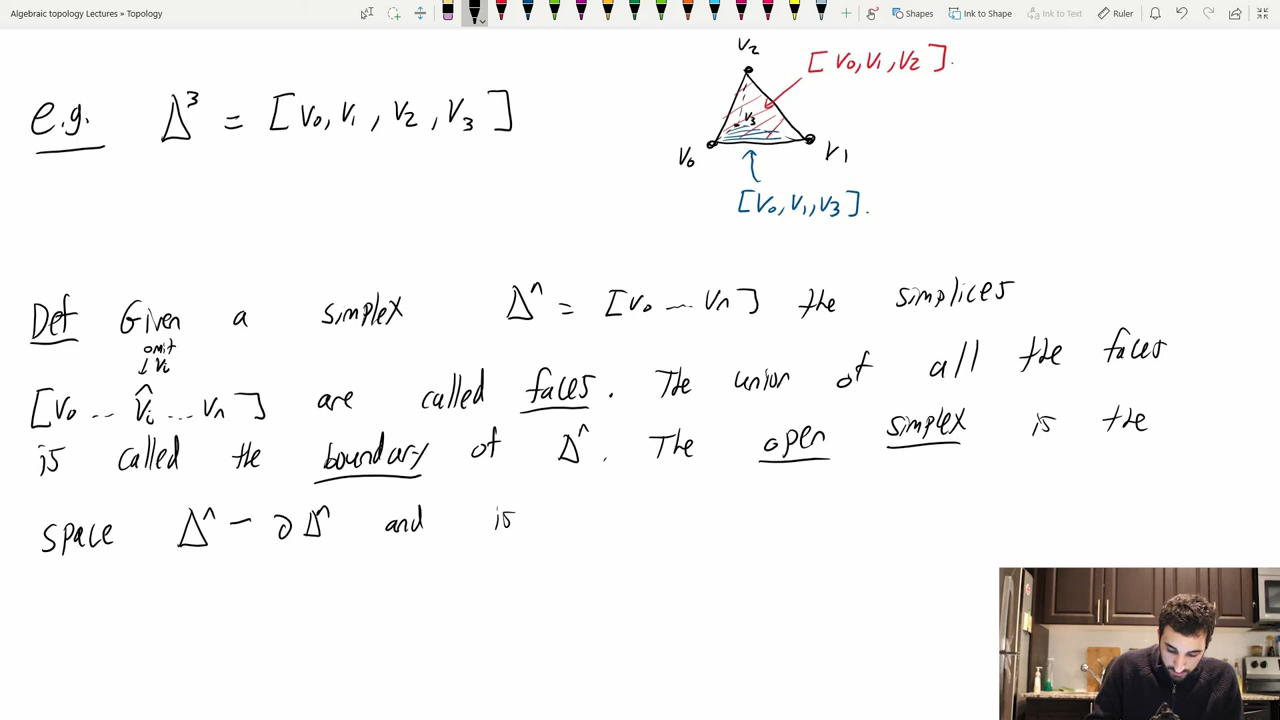 Algebraic topology Lectures » Topology
Shapes
Ink to Shape
Ink to Text
Ruler
e.g. Δ³ = [v₀, v₁, v₂, v₃]
v₂
[v₀, v₁, v₂].
v₃
v₀
v₁
[v₀, v₁, v₃].
Def Given a simplex Δⁿ = [v₀ ... vₙ] the simplices
omit
↓ vᵢ
[v₀ ... v̂ᵢ ... vₙ] are called faces. The union of all the faces
is called the boundary of Δⁿ. The open simplex is the
space Δⁿ − ∂Δⁿ and is